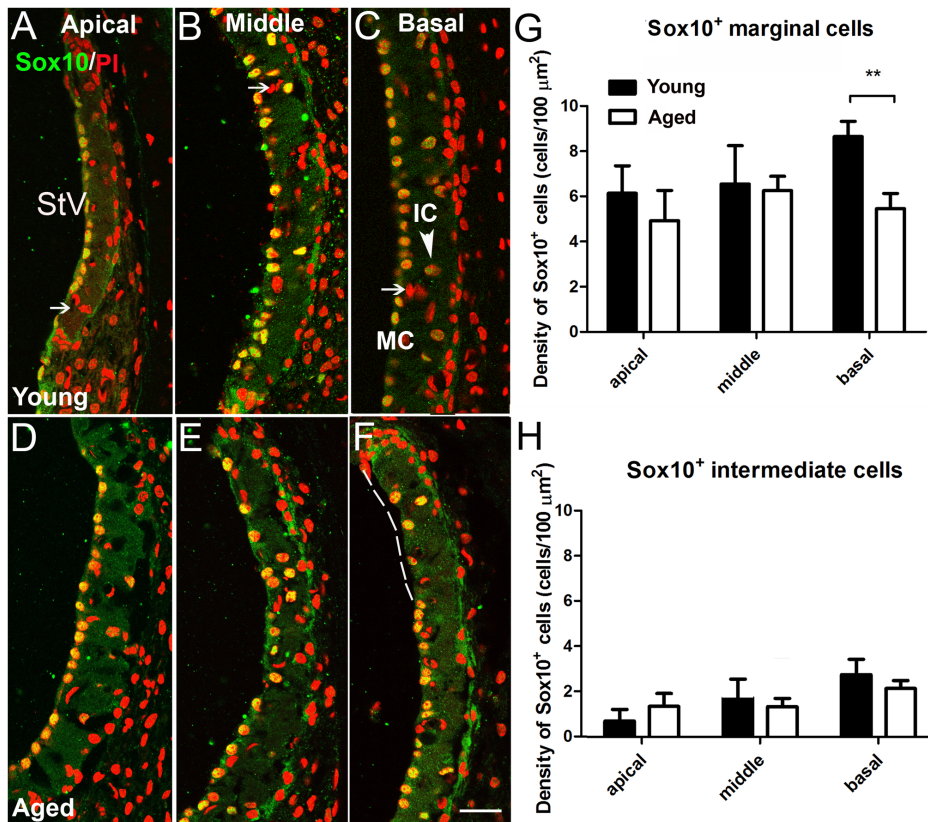 A Apical
Sox10/PI
StV
Young
B Middle
C Basal
IC
MC
D
Aged
E
F
G Sox10⁺ marginal cells
**
Young
Aged
Density of Sox10⁺ cells (cells/100 µm²)
10
8
6
4
2
0
apical
middle
basal
H
Sox10⁺ intermediate cells
Density of Sox10⁺ cells (cells/100 µm²)
10
8
6
4
2
0
apical
middle
basal